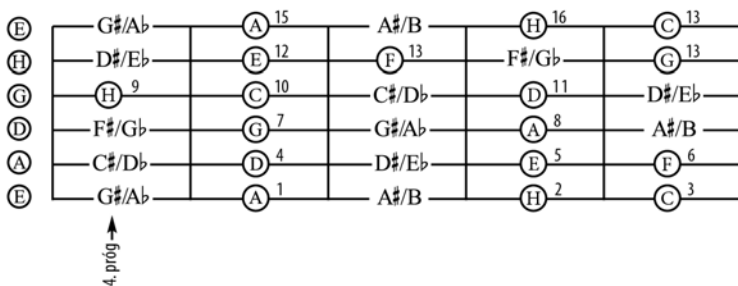 E G♯/A♭ A 15 A♯/B H 16 C 13
H D♯/E♭ E 12 F 13 F♯/G♭ G 13
G H 9 C 10 C♯/D♭ D 11 D♯/E♭
D F♯/G♭ G 7 G♯/A♭ A 8 A♯/B
A C♯/D♭ D 4 D♯/E♭ E 5 F 6
E G♯/A♭ A 1 A♯/B H 2 C 3
4. próg